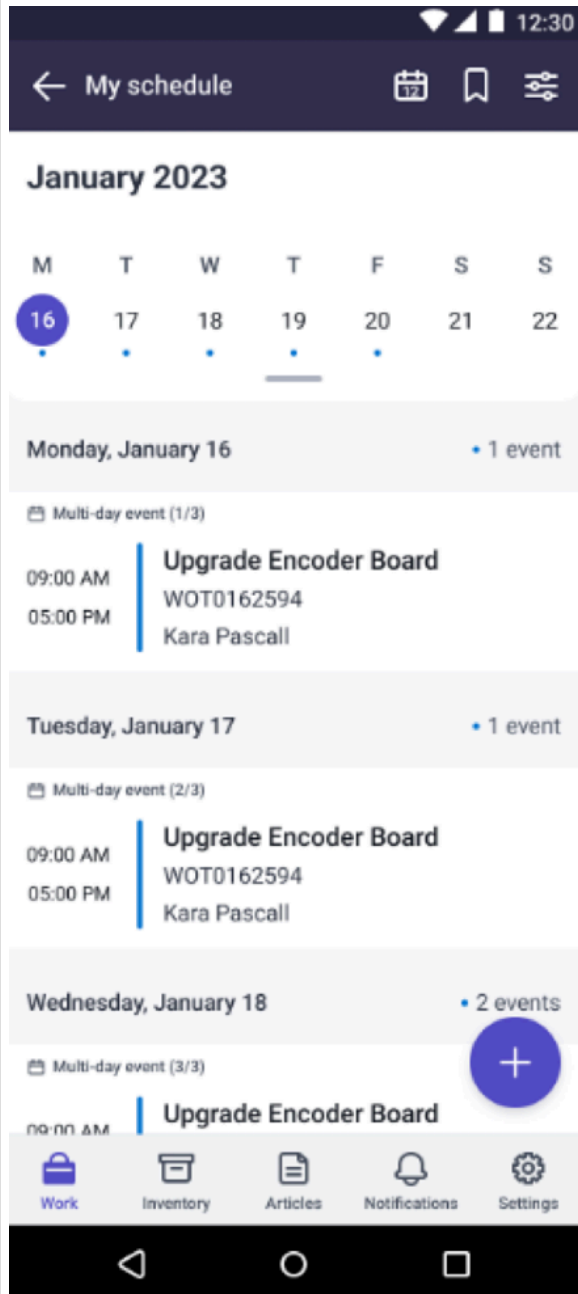 12:30
My schedule
12
January 2023
M T W T F S S
16 17 18 19 20 21 22
Monday, January 16 • 1 event
Multi-day event (1/3)
09:00 AM
05:00 PM
Upgrade Encoder Board
WOT0162594
Kara Pascall
Tuesday, January 17 • 1 event
Multi-day event (2/3)
09:00 AM
05:00 PM
Upgrade Encoder Board
WOT0162594
Kara Pascall
Wednesday, January 18 • 2 events
Multi-day event (3/3)
09:00 AM
Upgrade Encoder Board
Work Inventory Articles Notifications Settings